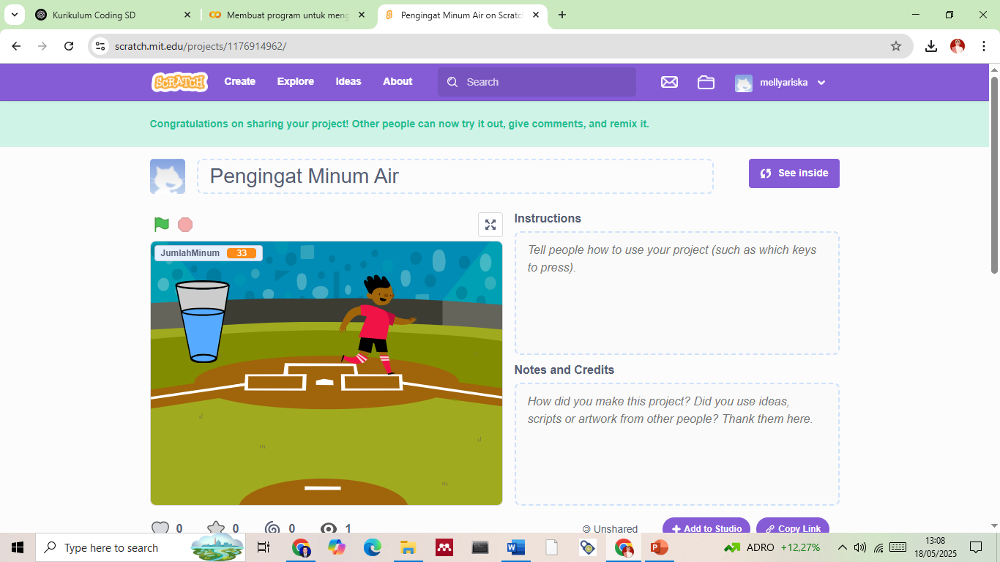 Kurikulum Coding SD
Membuat program untuk meng
Pengingat Minum Air on Scratc
scratch.mit.edu/projects/1176914962/
SCRATCH
Create
Explore
Ideas
About
Search
mellyariska
Congratulations on sharing your project! Other people can now try it out, give comments, and remix it.
Pengingat Minum Air
See inside
Instructions
JumlahMinum 33
Tell people how to use your project (such as which keys
to press).
Notes and Credits
How did you make this project? Did you use ideas,
scripts or artwork from other people? Thank them here.
0
0
0
1
Unshared
Add to Studio
Copy Link
Type here to search
ADRO +12,27%
13:08
18/05/2025